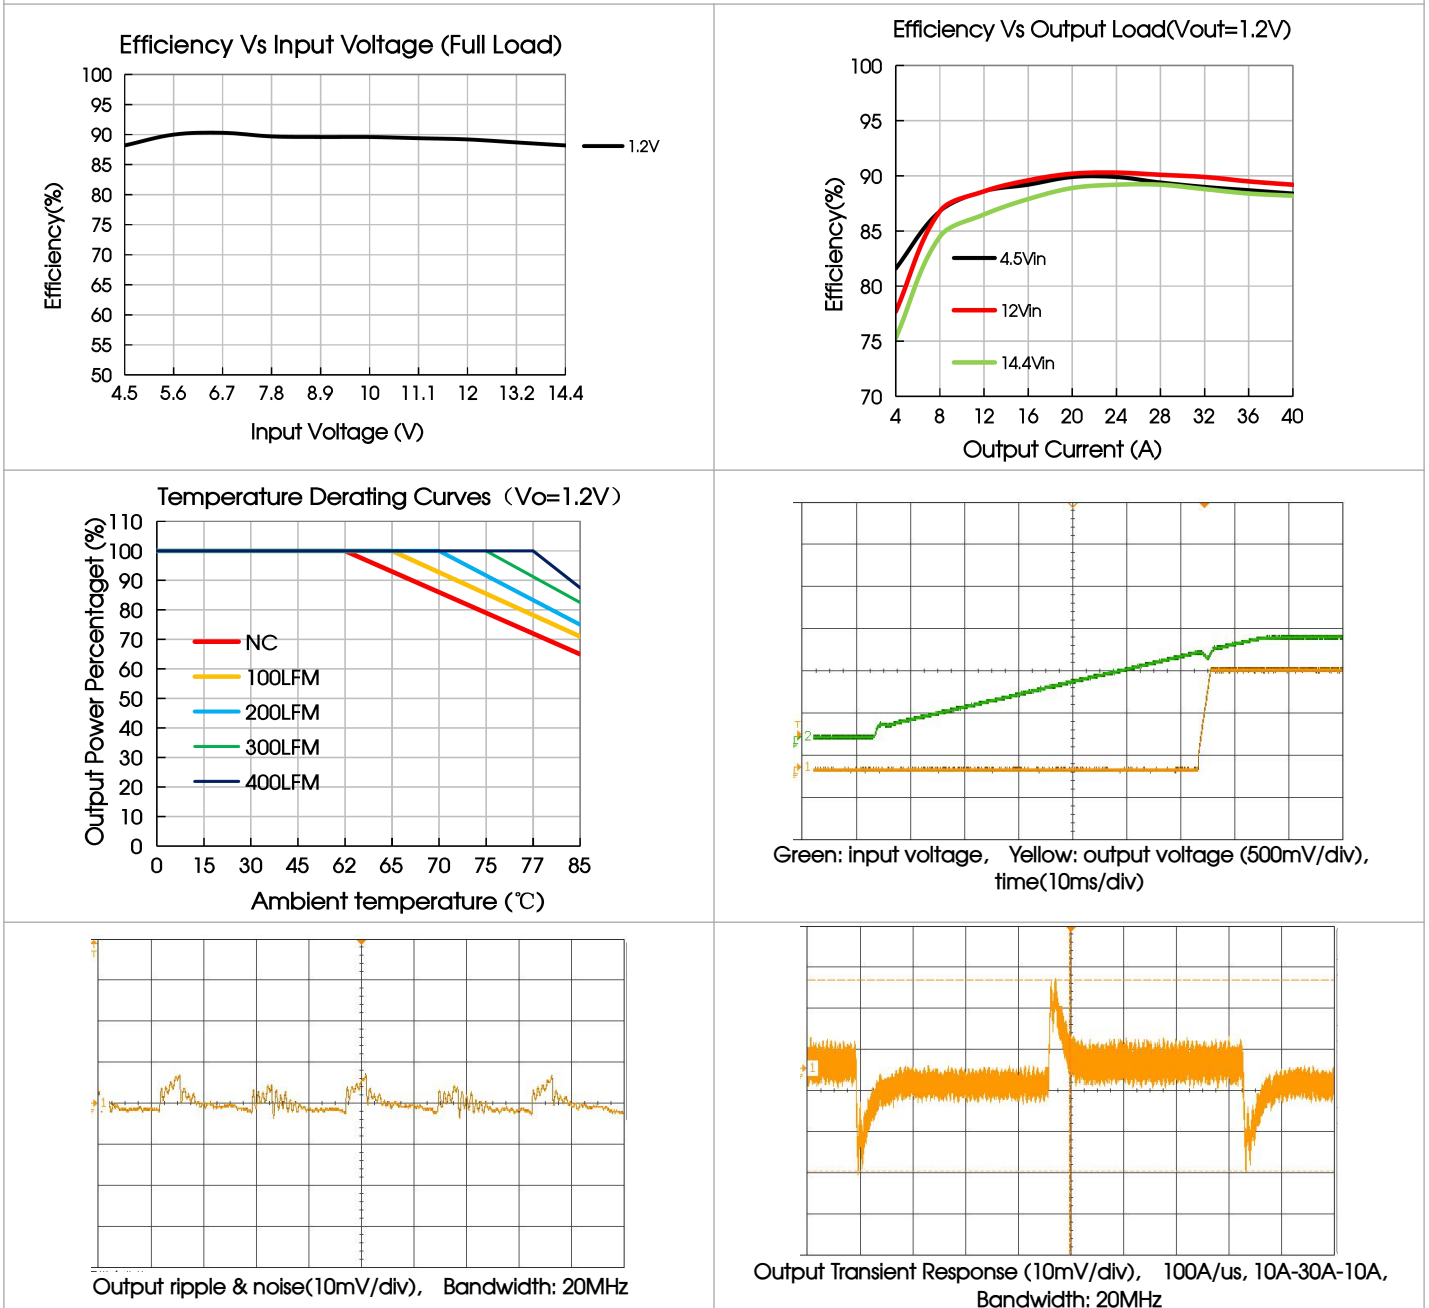 Efficiency Vs Input Voltage (Full Load)
100
95
90
85
80
75
70
65
60
55
50
Efficiency(%)
4.5 5.6 6.7 7.8 8.9 10 11.1 12 13.2 14.4
Input Voltage (V)
1.2V
Efficiency Vs Output Load(Vout=1.2V)
100
95
90
85
80
75
70
Efficiency(%)
4.5Vin
12Vin
14.4Vin
4 8 12 16 20 24 28 32 36 40
Output Current (A)
Temperature Derating Curves（Vo=1.2V）
110
100
90
80
70
60
50
40
30
20
10
0
Output Power Percentaget (%)
NC
100LFM
200LFM
300LFM
400LFM
0 15 30 45 62 65 70 75 77 85
Ambient temperature (℃)
T
2
1
Green: input voltage, Yellow: output voltage (500mV/div),
time(10ms/div)
T
1
Output ripple & noise(10mV/div), Bandwidth: 20MHz
1
Output Transient Response (10mV/div), 100A/us, 10A-30A-10A,
Bandwidth: 20MHz